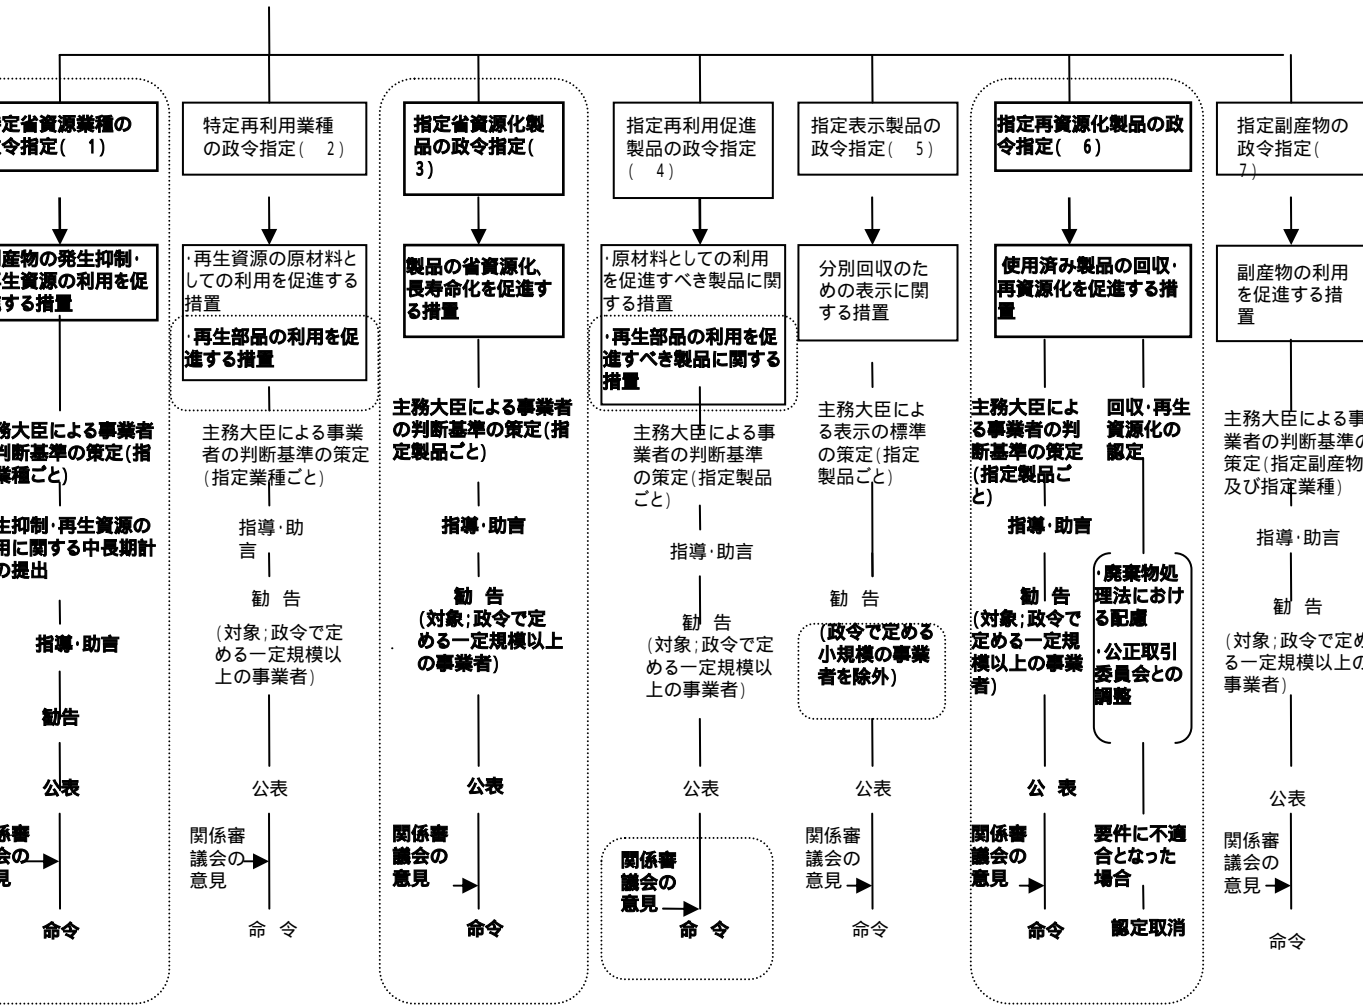 定省資源業種の
令指定(　1)
産物の発生抑制・
生資源の利用を促
する措置
務大臣による事業者
判断基準の策定(指
業種ごと)
生抑制・再生資源の
用に関する中長期計
の提出
指導・助言
勧告
公表
係審
会の
見
命令
特定再利用業種
の政令指定(　2)
・再生資源の原材料と
しての利用を促進する
措置
・再生部品の利用を促
進する措置
主務大臣による事業
者の判断基準の策定
(指定業種ごと)
指導・助
言
勧 告
(対象;政令で定
める一定規模以
上の事業者)
公表
関係審
議会の
意見
命 令
指定省資源化製
品の政令指定(
3)
製品の省資源化、
長寿命化を促進す
る措置
主務大臣による事業者
の判断基準の策定(指
定製品ごと)
指導・助言
勧 告
(対象;政令で定
める一定規模以上
の事業者)
公表
関係審
議会の
意見
命令
指定再利用促進
製品の政令指定
(　4)
・原材料としての利用
を促進すべき製品に関
する措置
・再生部品の利用を促
進すべき製品に関する
措置
主務大臣による事
業者の判断基準
の策定(指定製品
ごと)
指導・助言
勧 告
(対象;政令で定
める一定規模以
上の事業者)
公表
関係審
議会の
意見
命 令
指定表示製品の
政令指定(　5)
分別回収のた
めの表示に関
する措置
主務大臣によ
る表示の標準
の策定(指定
製品ごと)
勧 告
(政令で定める
小規模の事業
者を除外)
公表
関係審
議会の
意見
命令
指定再資源化製品の政
令指定(　6)
使用済み製品の回収・
再資源化を促進する措
置
主務大臣によ
る事業者の判
断基準の策定
(指定製品ご
と)
指導・助言
勧 告
(対象;政令で
定める一定規
模以上の事業
者)
公 表
関係審
議会の
意見
命令
回収・再生
資源化の
認定
・廃棄物処
理法におけ
る配慮
・公正取引
委員会との
調整
要件に不適
合となった
場合
認定取消
指定副産物の
政令指定(
7)
副産物の利用
を促進する措
置
主務大臣による事
業者の判断基準の
策定(指定副産物
及び指定業種)
指導・助言
勧 告
(対象;政令で定め
る一定規模以上の
事業者)
公表
関係審
議会の
意見
命令